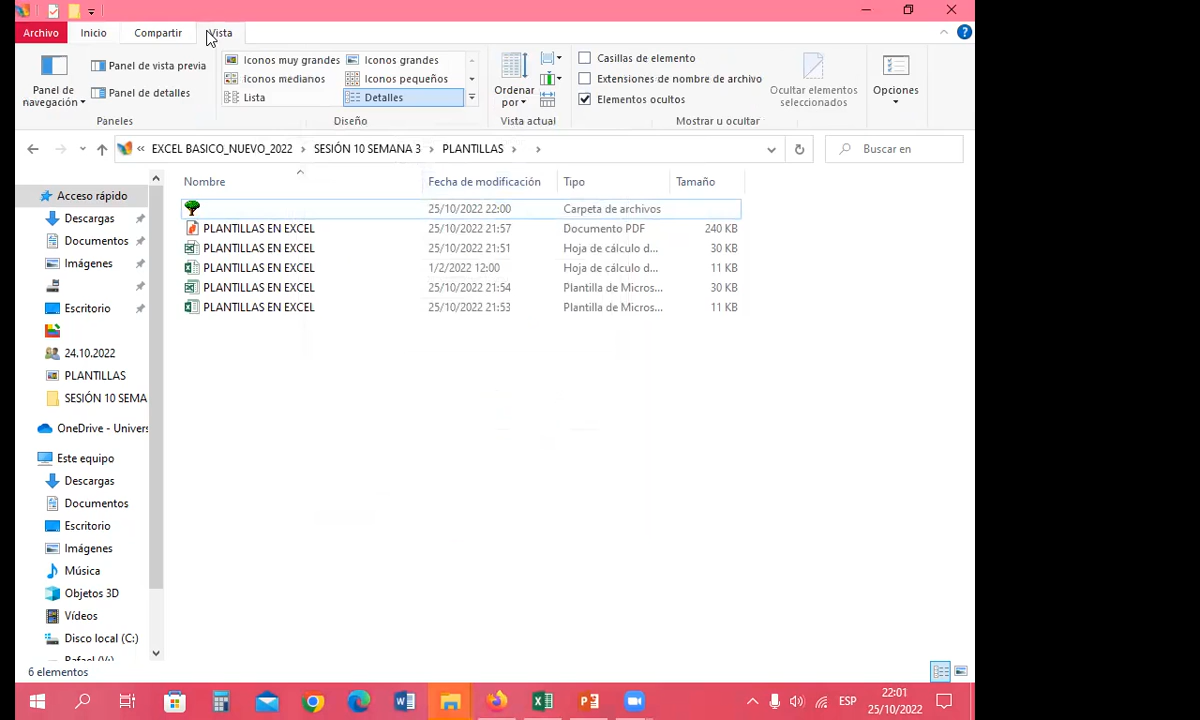 Archivo Inicio Compartir Vista
Panel de navegación
Panel de vista previa
Panel de detalles
Paneles
Iconos muy grandes Iconos grandes
Iconos medianos Iconos pequeños
Lista Detalles
Diseño
Ordenar por
Vista actual
Casillas de elemento
Extensiones de nombre de archivo
Elementos ocultos
Ocultar elementos seleccionados
Mostrar u ocultar
Opciones
« EXCEL BASICO_NUEVO_2022 › SESIÓN 10 SEMANA 3 › PLANTILLAS › ›
Buscar en
Nombre Fecha de modificación Tipo Tamaño
25/10/2022 22:00 Carpeta de archivos
PLANTILLAS EN EXCEL 25/10/2022 21:57 Documento PDF 240 KB
PLANTILLAS EN EXCEL 25/10/2022 21:51 Hoja de cálculo d... 30 KB
PLANTILLAS EN EXCEL 1/2/2022 12:00 Hoja de cálculo d... 11 KB
PLANTILLAS EN EXCEL 25/10/2022 21:54 Plantilla de Micros... 30 KB
PLANTILLAS EN EXCEL 25/10/2022 21:53 Plantilla de Micros... 11 KB
Acceso rápido
Descargas
Documentos
Imágenes
Escritorio
24.10.2022
PLANTILLAS
SESIÓN 10 SEMA
OneDrive - Univers
Este equipo
Descargas
Documentos
Escritorio
Imágenes
Música
Objetos 3D
Vídeos
Disco local (C:)
6 elementos
ESP
22:01
25/10/2022